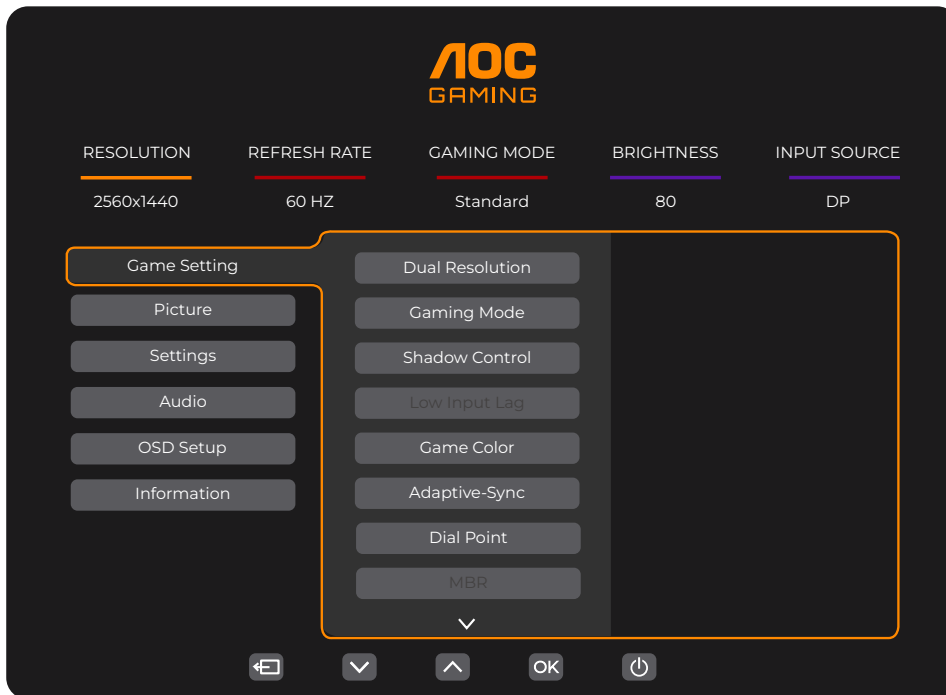 AOC
GAMING
RESOLUTION REFRESH RATE GAMING MODE BRIGHTNESS INPUT SOURCE
2560x1440 60 HZ Standard 80 DP
Game Setting
Picture
Settings
Audio
OSD Setup
Information
Dual Resolution
Gaming Mode
Shadow Control
Low Input Lag
Game Color
Adaptive-Sync
Dial Point
MBR
OK